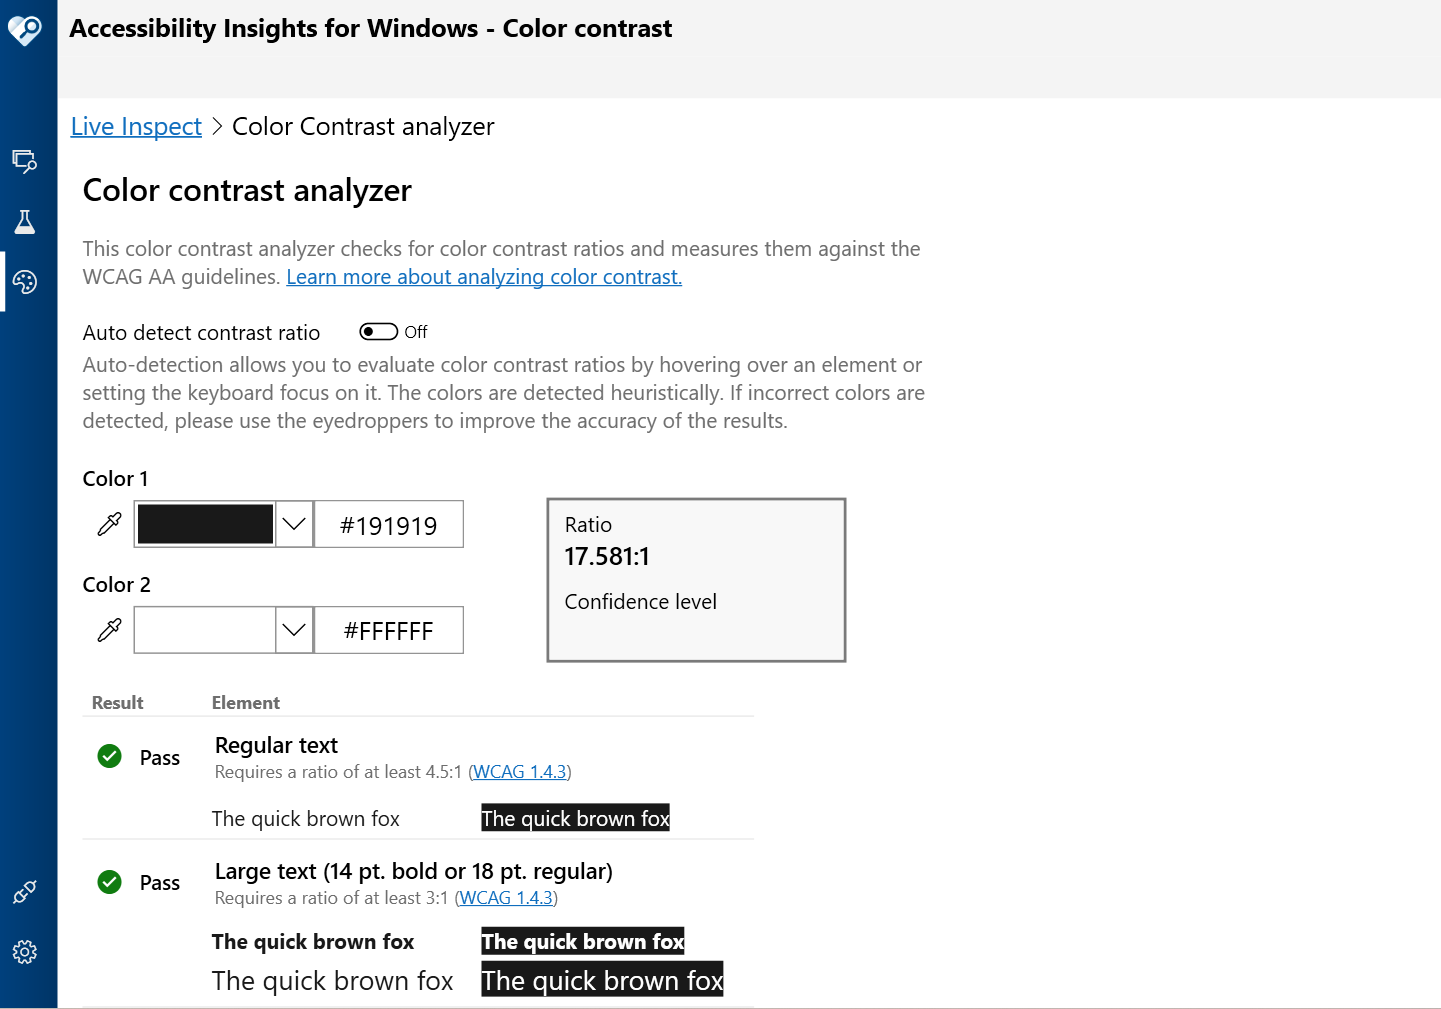 Accessibility Insights for Windows - Color contrast
Live Inspect > Color Contrast analyzer
Color contrast analyzer
This color contrast analyzer checks for color contrast ratios and measures them against the
WCAG AA guidelines. Learn more about analyzing color contrast.
Auto detect contrast ratio Off
Auto-detection allows you to evaluate color contrast ratios by hovering over an element or
setting the keyboard focus on it. The colors are detected heuristically. If incorrect colors are
detected, please use the eyedroppers to improve the accuracy of the results.
Color 1
#191919
Color 2
#FFFFFF
Ratio
17.581:1
Confidence level
Result Element
Pass Regular text
Requires a ratio of at least 4.5:1 (WCAG 1.4.3)
The quick brown fox The quick brown fox
Pass Large text (14 pt. bold or 18 pt. regular)
Requires a ratio of at least 3:1 (WCAG 1.4.3)
The quick brown fox The quick brown fox
The quick brown fox The quick brown fox